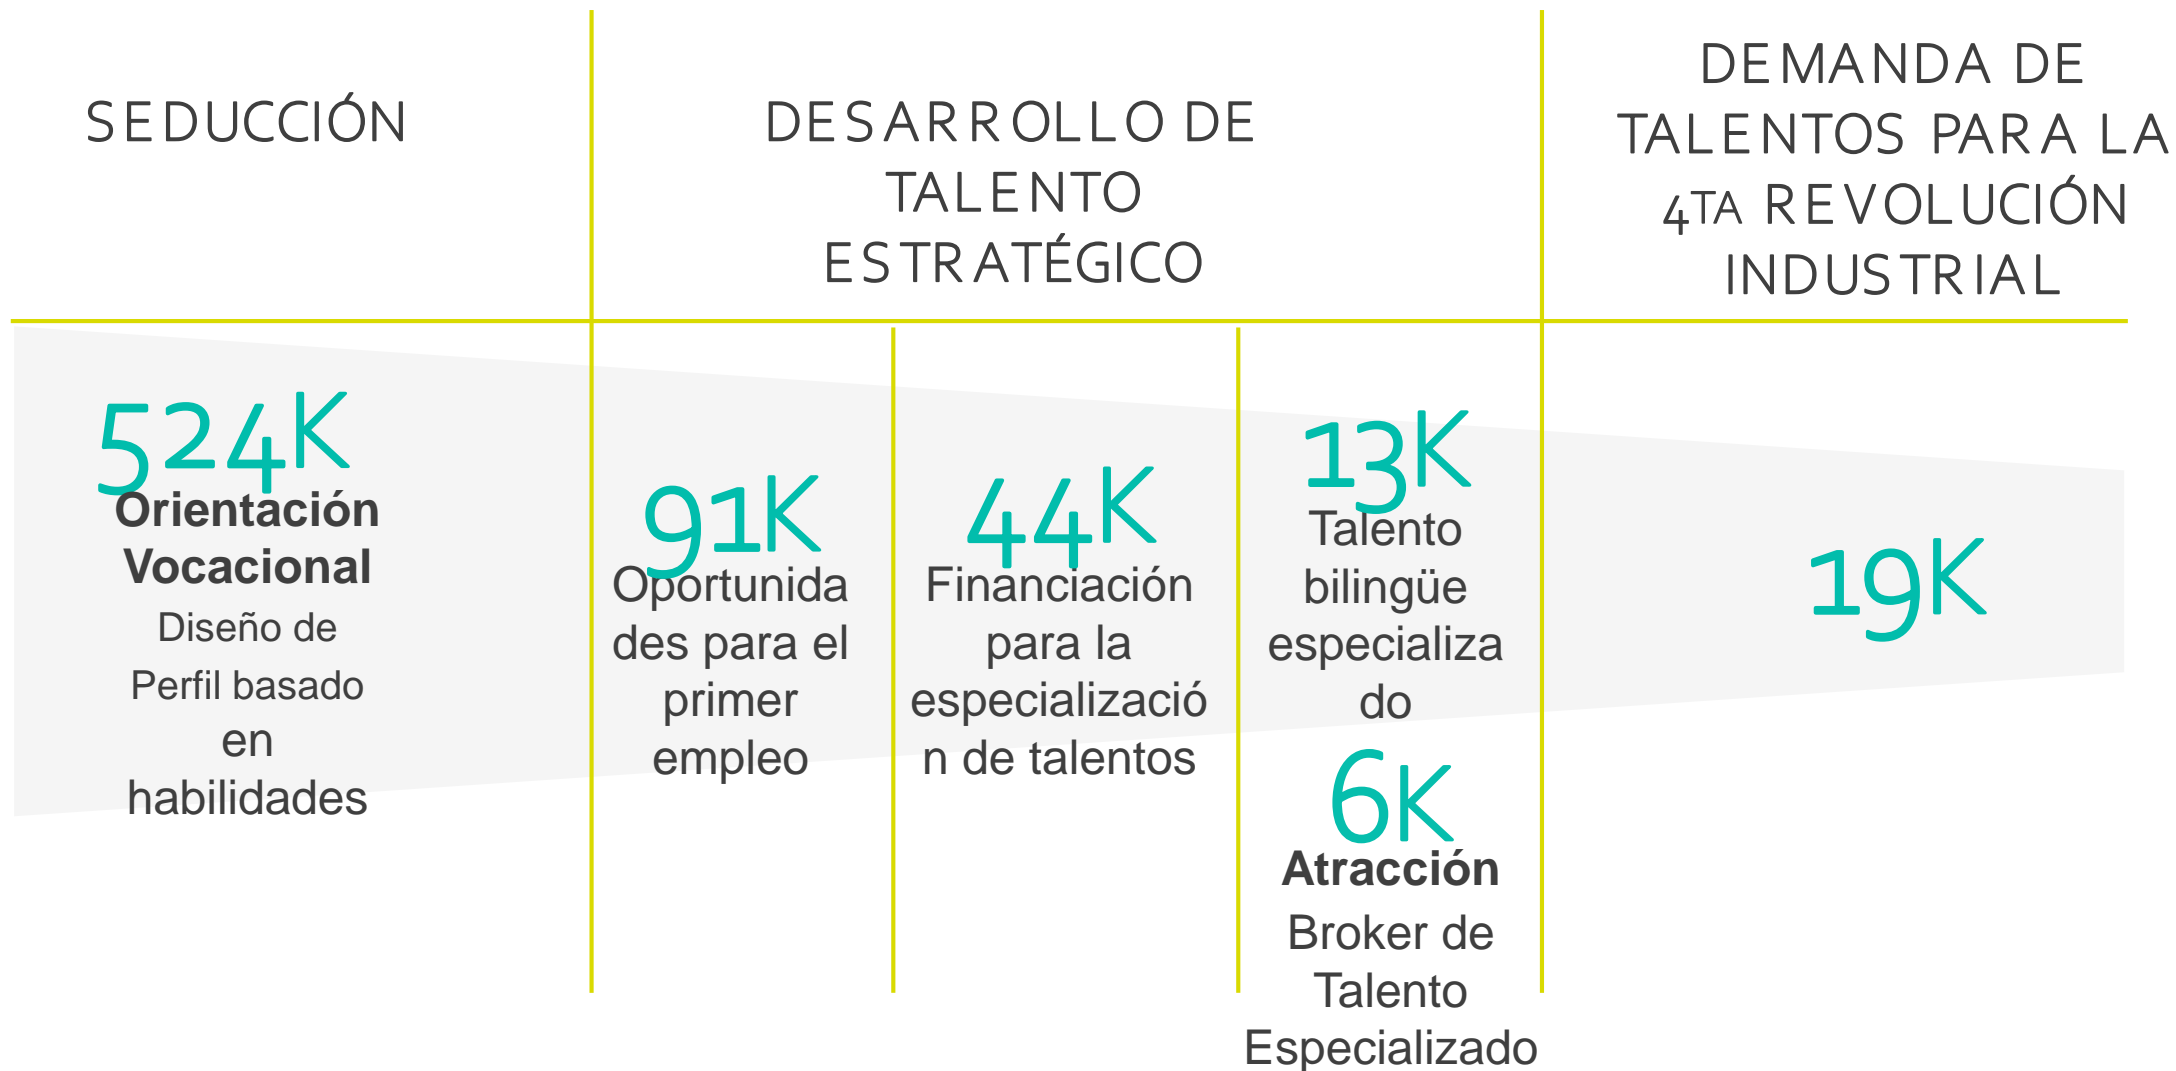 SEDUCCIÓN
DESARROLLO DE
TALENTO
ESTRATÉGICO
DEMANDA DE
TALENTOS PARA LA
4TA REVOLUCIÓN
INDUSTRIAL
524K
Orientación
Vocacional
Diseño de
Perfil basado
en
habilidades
91K
Oportunida
des para el
primer
empleo
44K
Financiación
para la
especializació
n de talentos
13K
Talento
bilingüe
especializa
do
6K
Atracción
Broker de
Talento
Especializado
19K